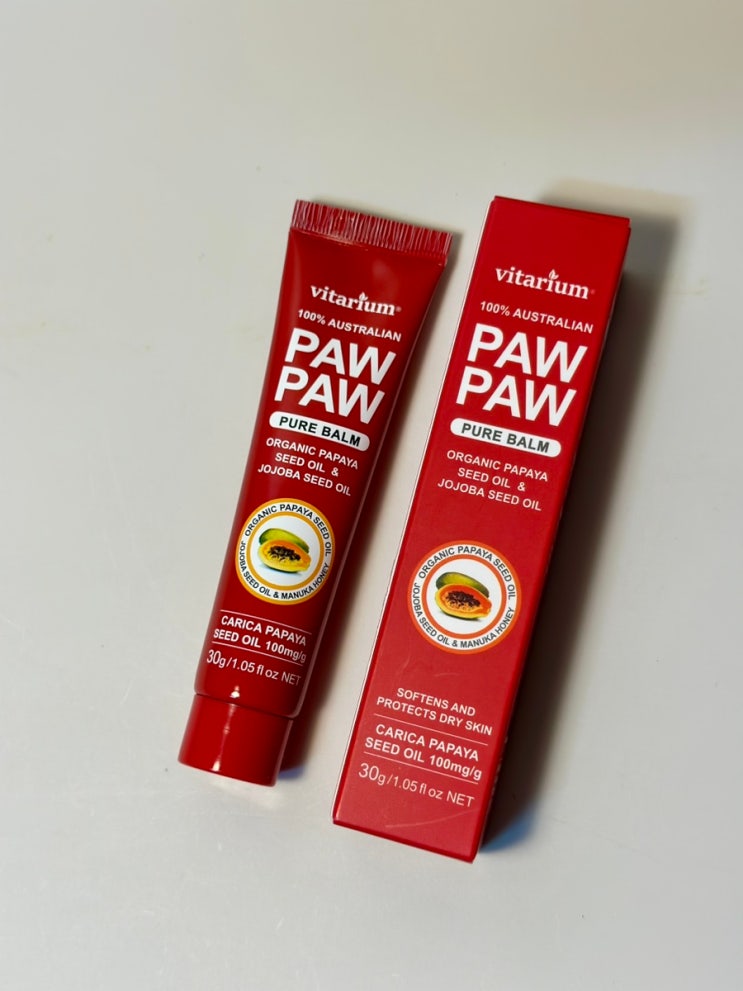 vitarium®
100% AUSTRALIAN
PAW
PAW
PURE BALM
ORGANIC PAPAYA
SEED OIL &
JOJOBA SEED OIL
ORGANIC PAPAYA SEED OIL
JOJOBA SEED OIL & MANUKA HONEY
CARICA PAPAYA
SEED OIL 100mg/g
30g/1.05 fl oz NET
vitarium®
100% AUSTRALIAN
PAW
PAW
PURE BALM
ORGANIC PAPAYA
SEED OIL &
JOJOBA SEED OIL
ORGANIC PAPAYA SEED OIL
JOJOBA SEED OIL & MANUKA HONEY
SOFTENS AND
PROTECTS DRY SKIN
CARICA PAPAYA
SEED OIL 100mg/g
30g/1.05 fl oz NET